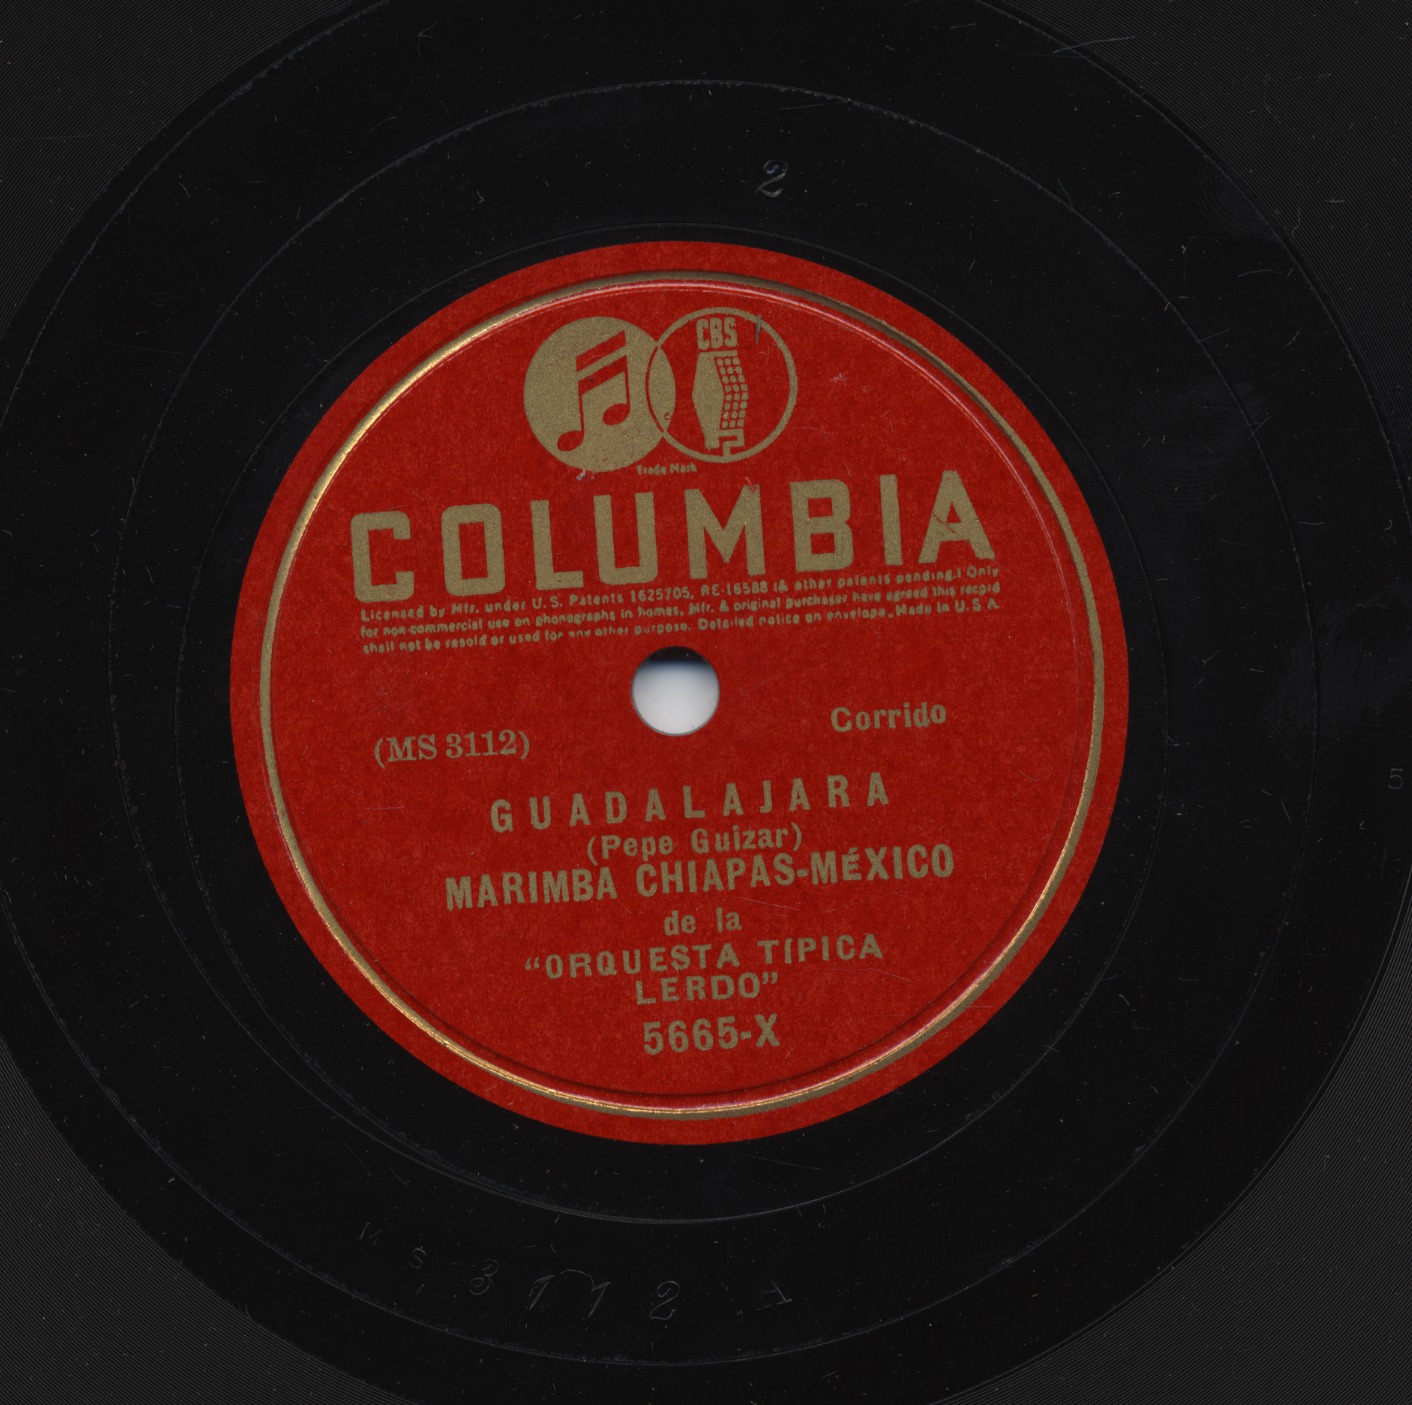 2
CBS
Trade Mark
COLUMBIA
Licensed by Mfr. under U.S. Patents 1625705, RE-16588 (& other patents pending.) Only
for non-commercial use on phonographs in homes. Mfr. & original purchaser have agreed this record
shall not be resold or used for any other purpose. Detailed notice on envelope. Made in U.S.A.
Corrido
(MS 3112)
GUADALAJARA
(Pepe Guizar)
MARIMBA CHIAPAS-MÉXICO
de la
“ORQUESTA TÍPICA
LERDO”
5665-X
5
MS 3112 A